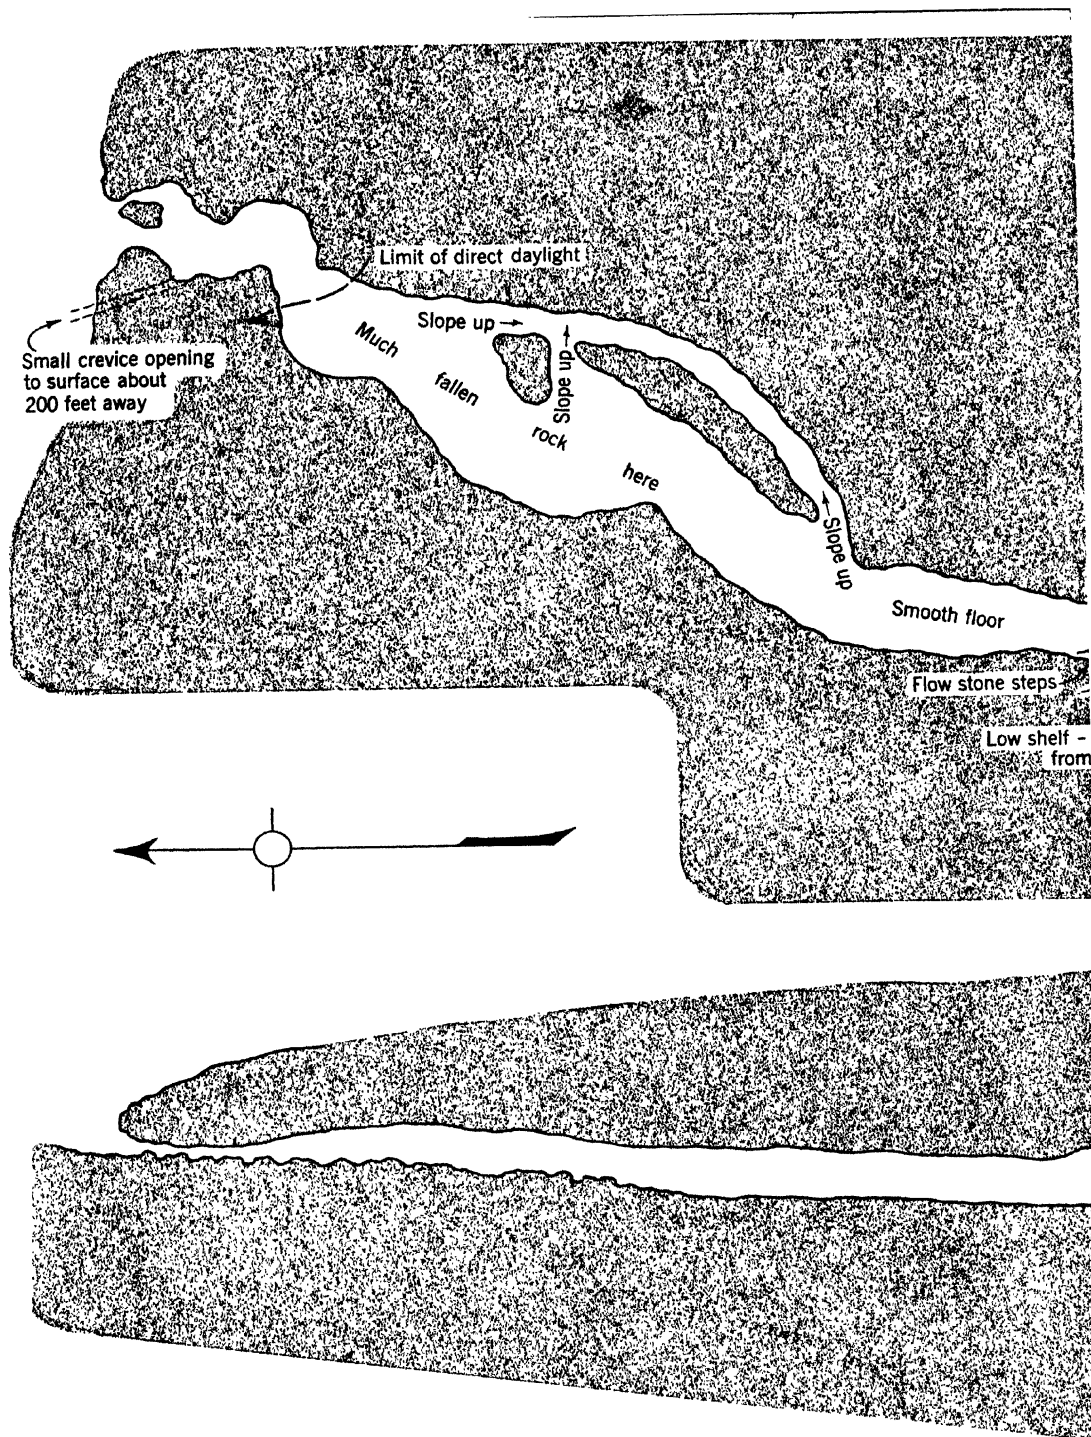 Limit of direct daylight
Slope up
Slope up
Small crevice opening
to surface about
200 feet away
Much
fallen
rock
here
Slope up
Smooth floor
Flow stone steps
Low shelf -
from